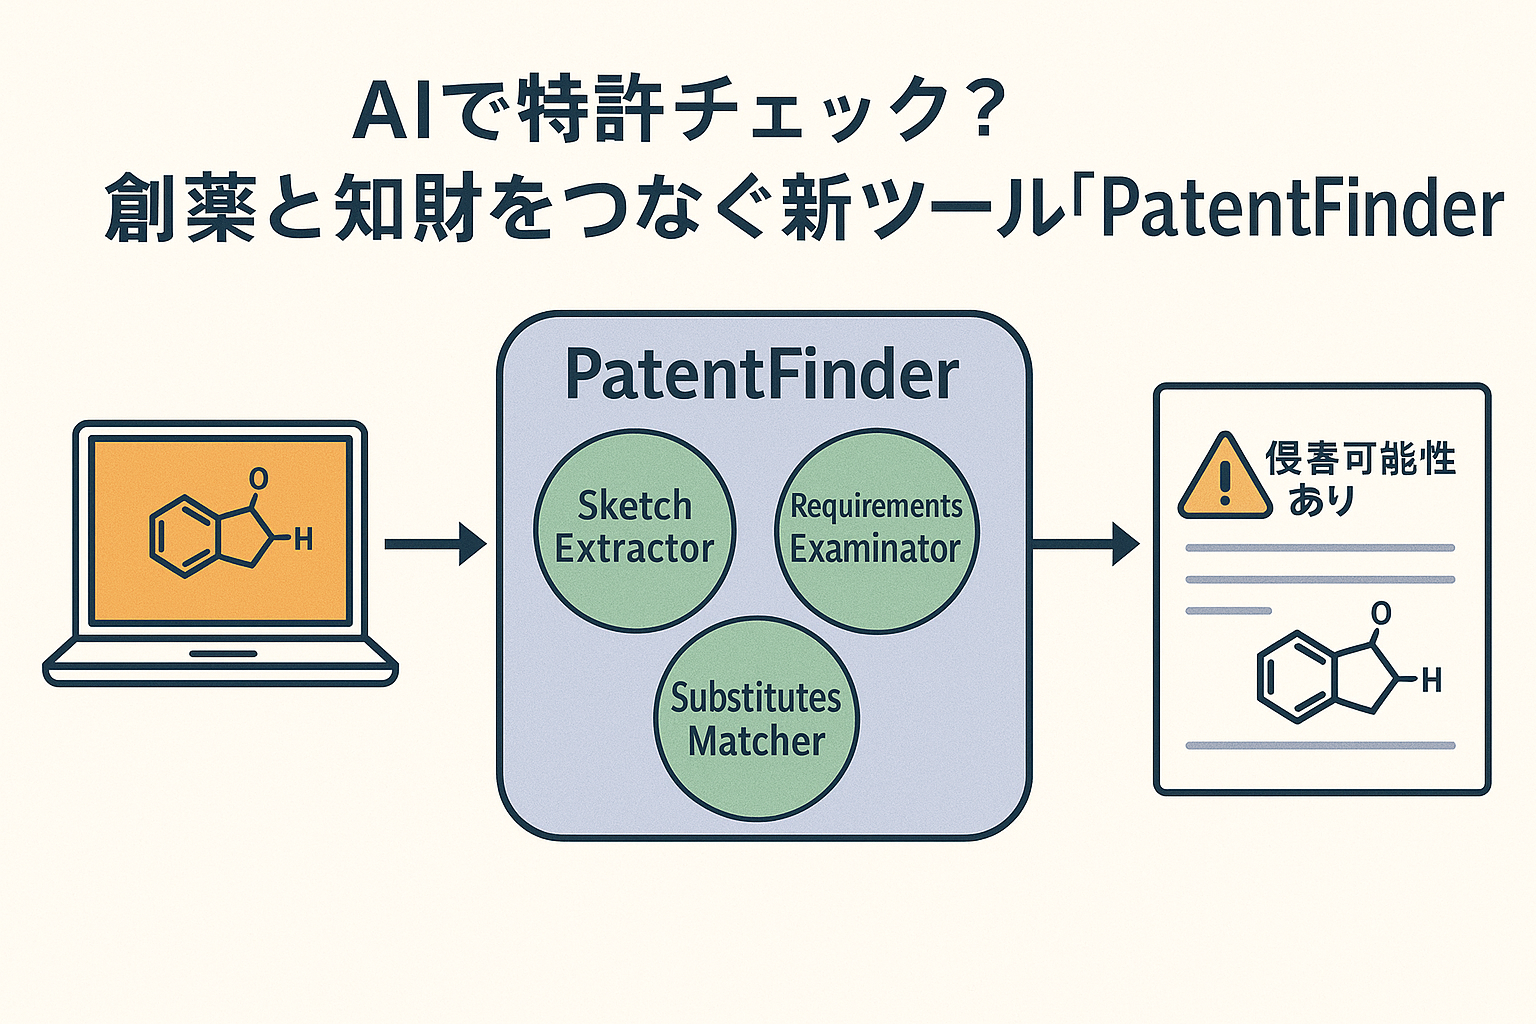 AIで特許チェック?
創薬と知財をつなぐ新ツール「PatentFinder
PatentFinder
Sketch
Extractor
Requirements
Examinator
Substitutes
Matcher
O
H
侵害可能性
あり
O
H